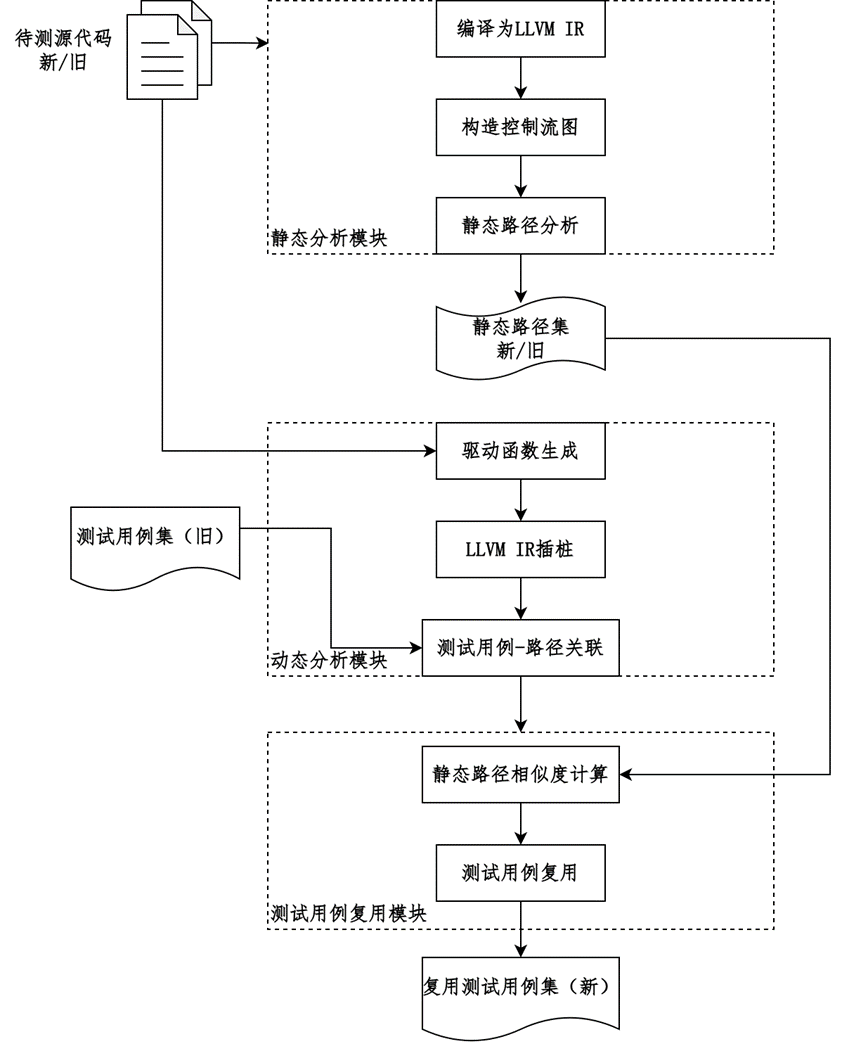 待测源代码
新/旧
编译为LLVM IR
构造控制流图
静态路径分析
静态分析模块
静态路径集
新/旧
驱动函数生成
测试用例集（旧）
LLVM IR插桩
测试用例-路径关联
动态分析模块
静态路径相似度计算
测试用例复用
测试用例复用模块
复用测试用例集（新）